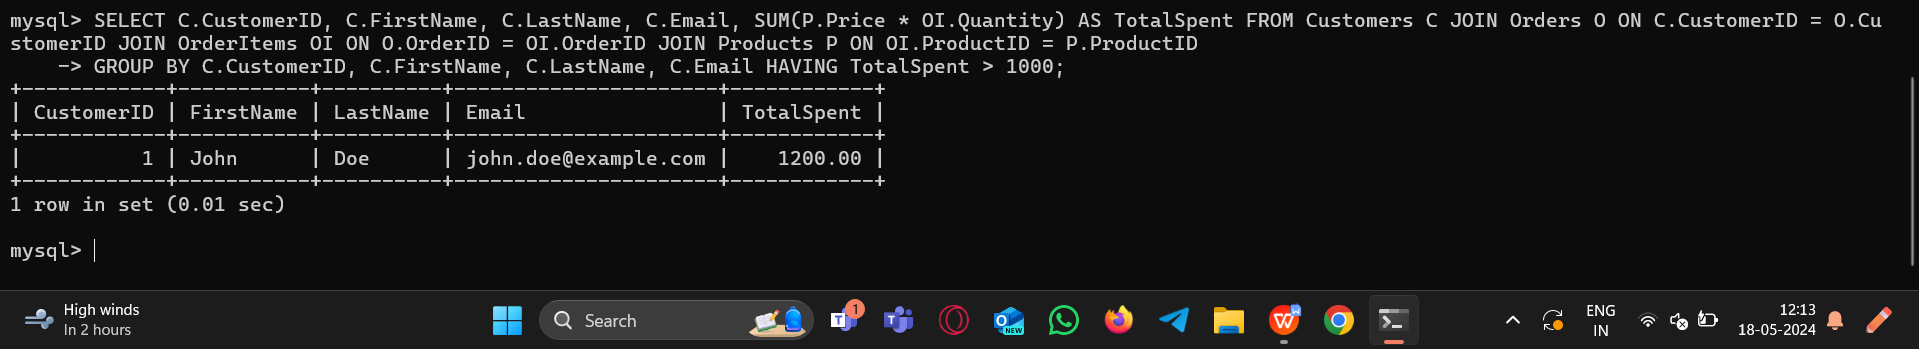 mysql> SELECT C.CustomerID, C.FirstName, C.LastName, C.Email, SUM(P.Price * OI.Quantity) AS TotalSpent FROM Customers C JOIN Orders O ON C.CustomerID = O.Cu
stomerID JOIN OrderItems OI ON O.OrderID = OI.OrderID JOIN Products P ON OI.ProductID = P.ProductID
    -> GROUP BY C.CustomerID, C.FirstName, C.LastName, C.Email HAVING TotalSpent > 1000;
+------------+-----------+----------+----------------------+------------+
| CustomerID | FirstName | LastName | Email                | TotalSpent |
+------------+-----------+----------+----------------------+------------+
|          1 | John      | Doe      | john.doe@example.com |    1200.00 |
+------------+-----------+----------+----------------------+------------+
1 row in set (0.01 sec)
mysql>
High winds
In 2 hours
Search
1
NEW
ENG
IN
12:13
18-05-2024